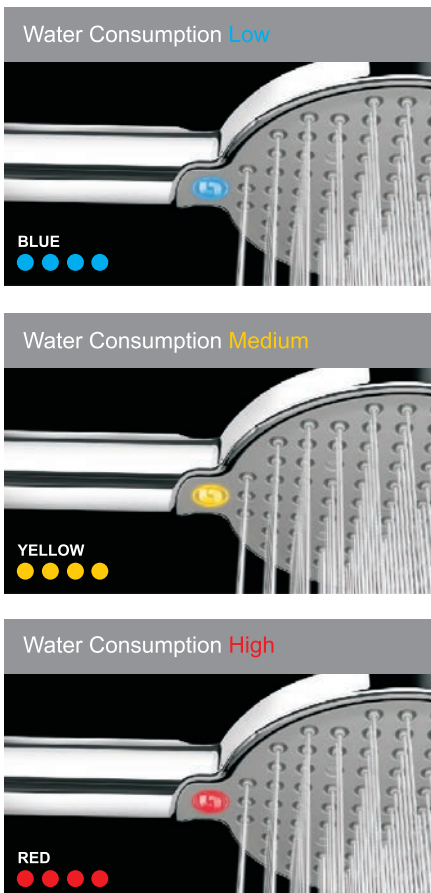 Water Consumption Low
BLUE
Water Consumption Medium
YELLOW
Water Consumption High
RED